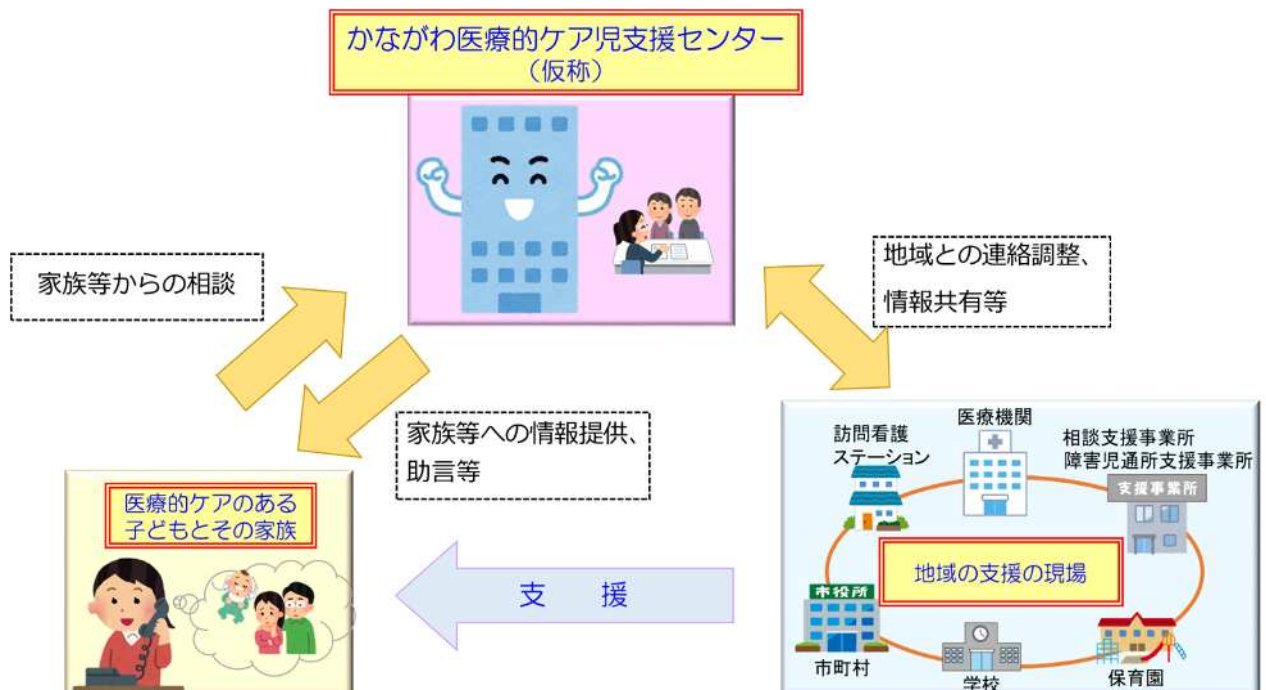 かながわ医療的ケア児支援センター
（仮称）
家族等からの相談
地域との連絡調整、
情報共有等
家族等への情報提供、
助言等
医療的ケアのある
子どもとその家族
支　援
医療機関
訪問看護
ステーション
相談支援事業所
障害児通所支援事業所
支援事業所
地域の支援の現場
市役所
市町村
学校
保育園